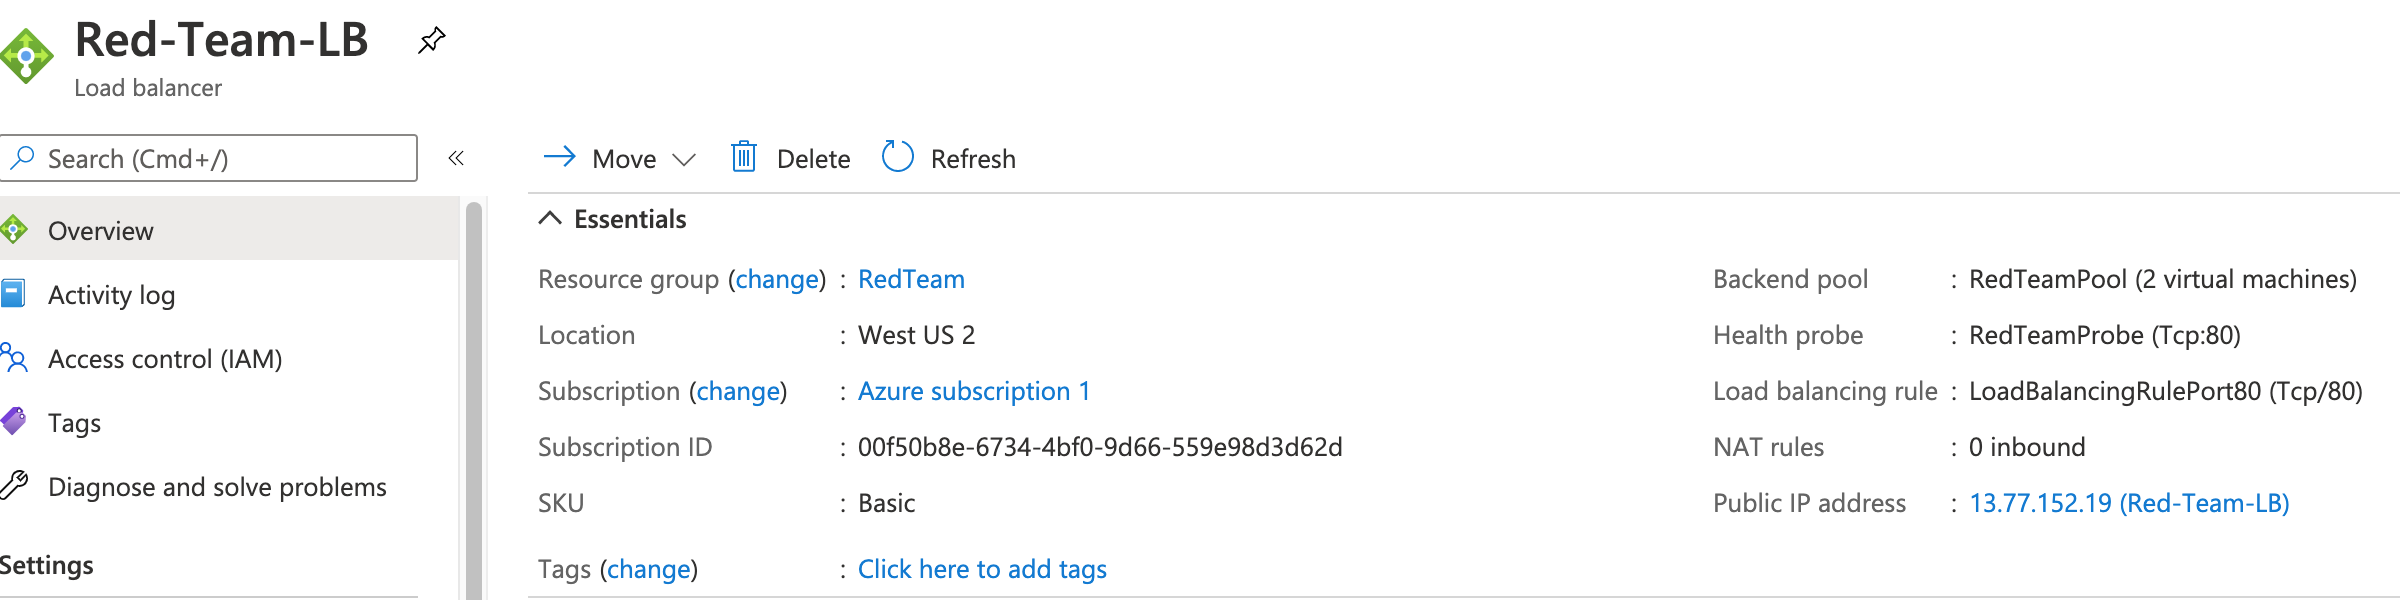 Red-Team-LB
Load balancer
Search (Cmd+/)
«
Move
Delete
Refresh
Overview
Activity log
Access control (IAM)
Tags
Diagnose and solve problems
Settings
Essentials
Resource group (change) : RedTeam
Location : West US 2
Subscription (change) : Azure subscription 1
Subscription ID : 00f50b8e-6734-4bf0-9d66-559e98d3d62d
SKU : Basic
Tags (change) : Click here to add tags
Backend pool : RedTeamPool (2 virtual machines)
Health probe : RedTeamProbe (Tcp:80)
Load balancing rule : LoadBalancingRulePort80 (Tcp/80)
NAT rules : 0 inbound
Public IP address : 13.77.152.19 (Red-Team-LB)